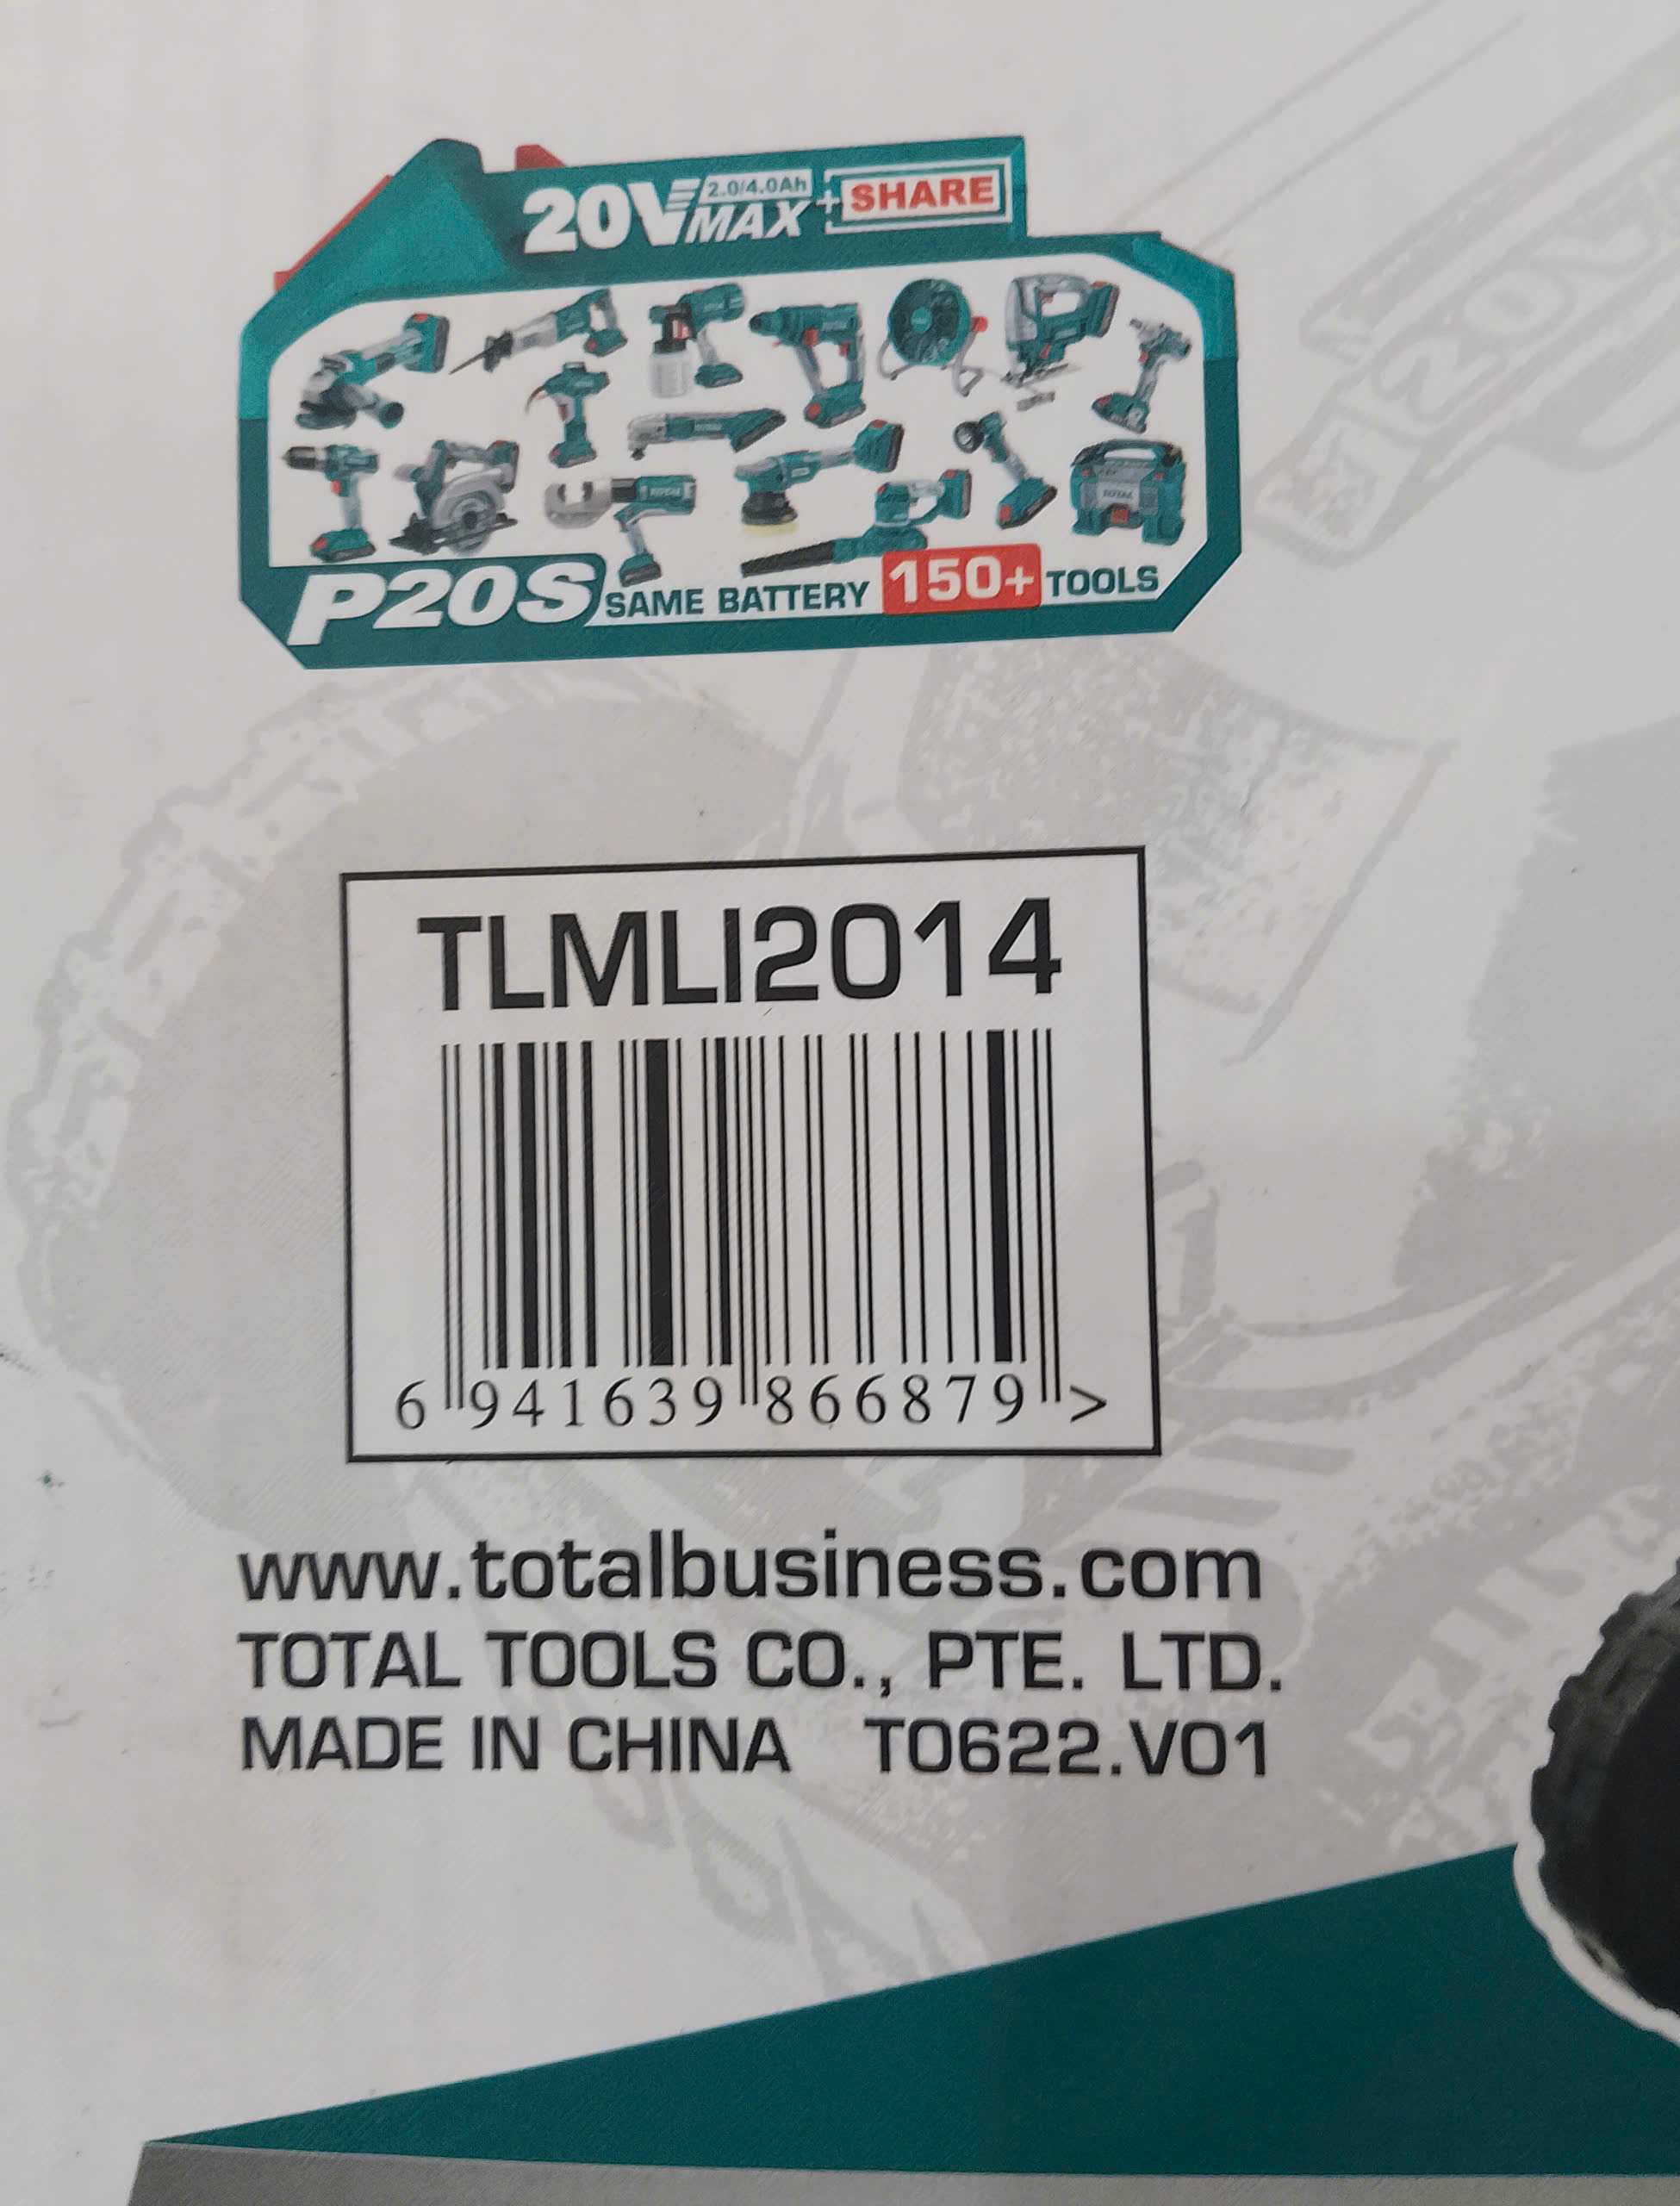 20V 2.0/4.0Ah MAX + SHARE
P20S SAME BATTERY 150+ TOOLS
TLMLI2014
6 941639 866879 >
www.totalbusiness.com
TOTAL TOOLS CO., PTE. LTD.
MADE IN CHINA T0622.V01